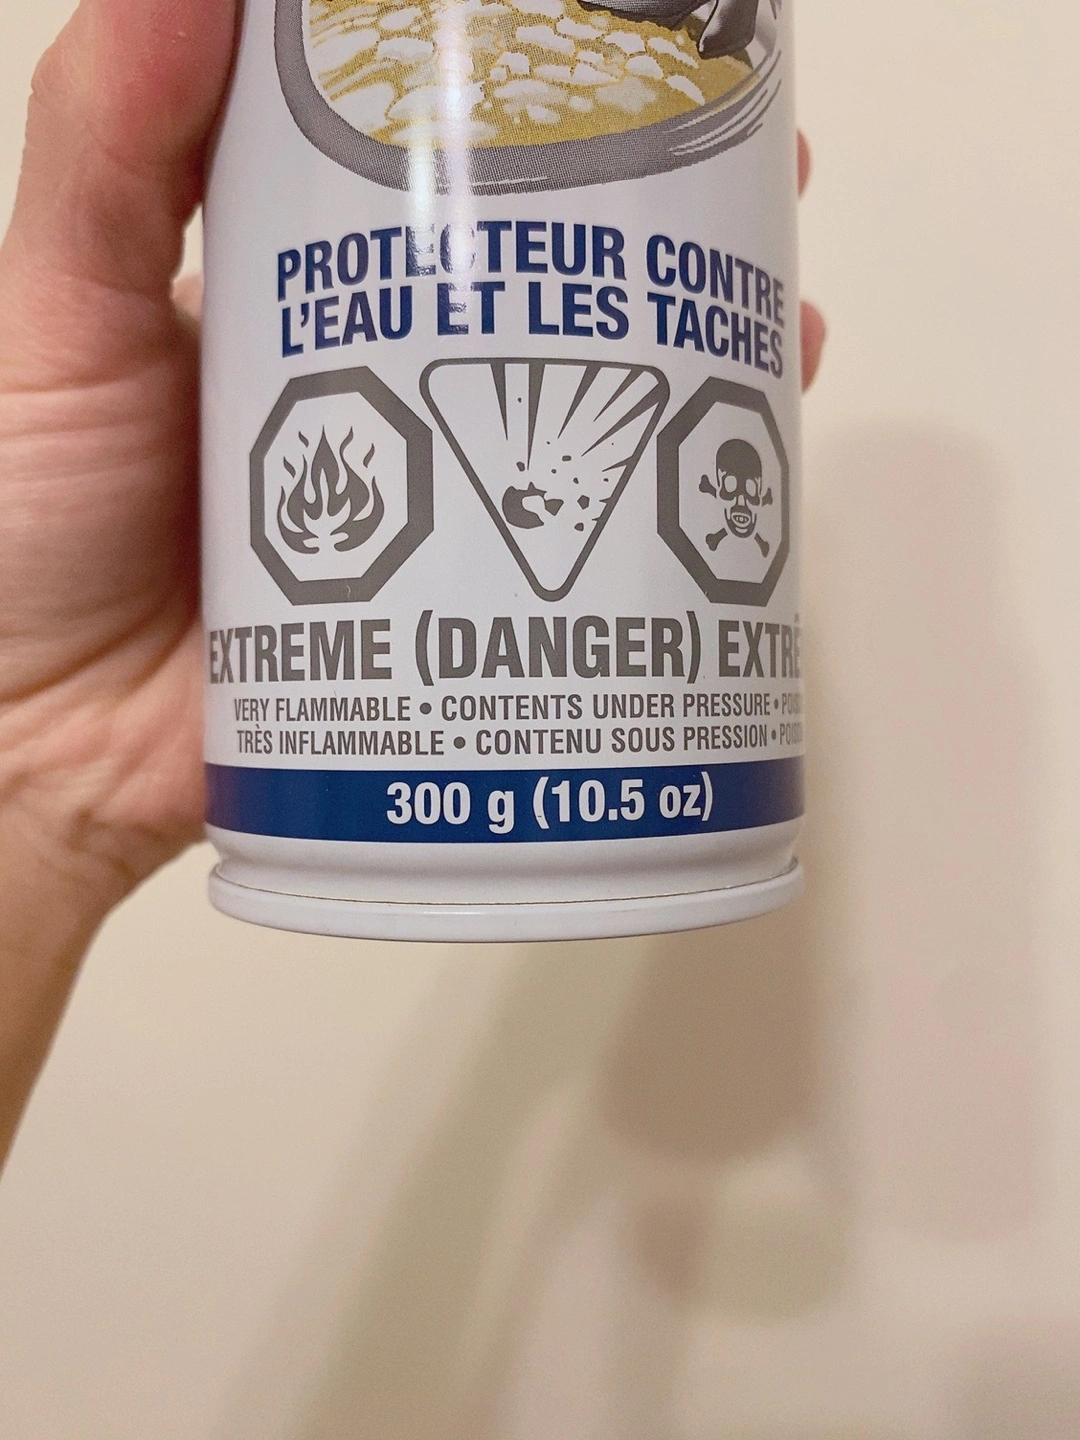 PROTECTEUR CONTRE
L'EAU ET LES TACHES
EXTREME (DANGER)
VERY FLAMMABLE • CONTENTS UNDER PRESSURE •
TRÈS INFLAMMABLE • CONTENU SOUS PRESSION •
300 g (10.5 oz)